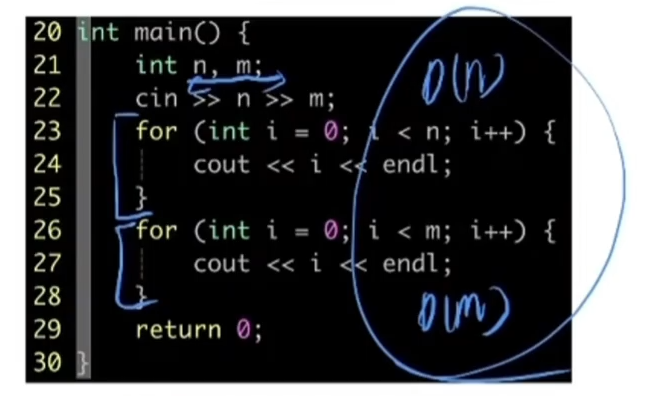 20 int main() {
21 int n, m;
22 cin >> n >> m;
23 for (int i = 0; i < n; i++) {
24 cout << i << endl;
25 }
26 for (int i = 0; i < m; i++) {
27 cout << i << endl;
28 }
29 return 0;
30 }
O(n)
O(m)